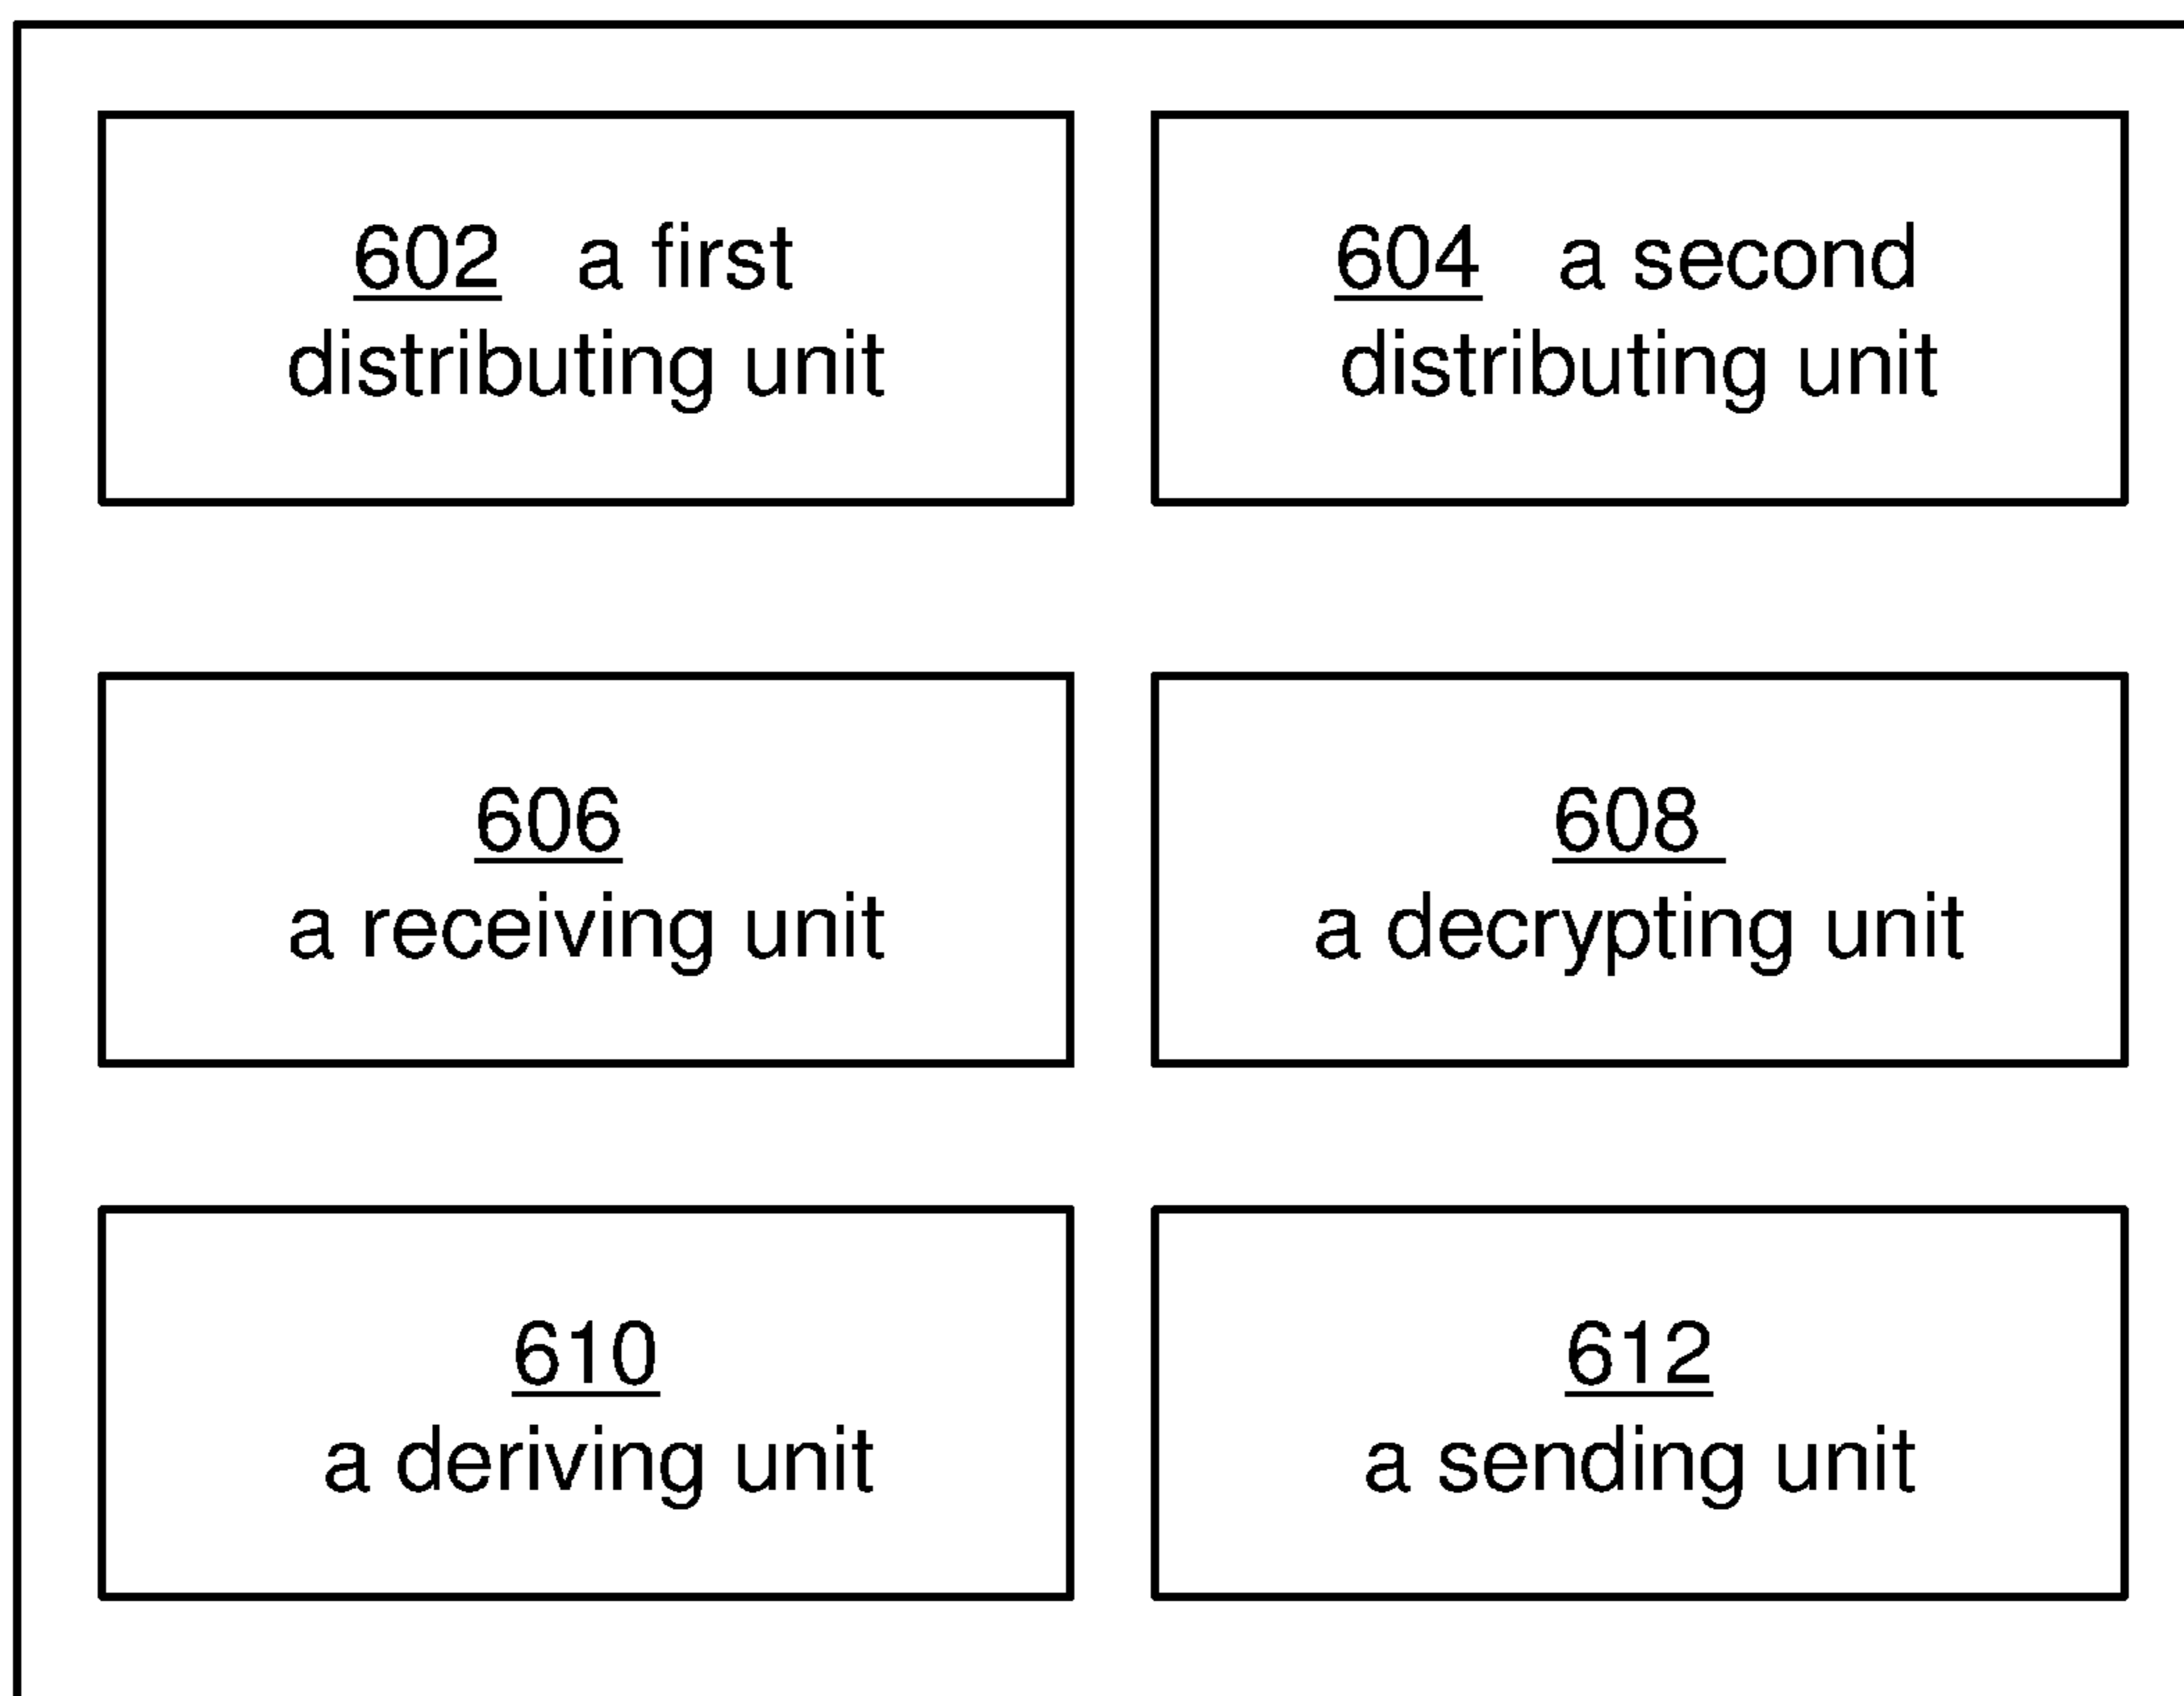 602 a first
distributing unit
604 a second
distributing unit
606
a receiving unit
608
a decrypting unit
610
a deriving unit
612
a sending unit